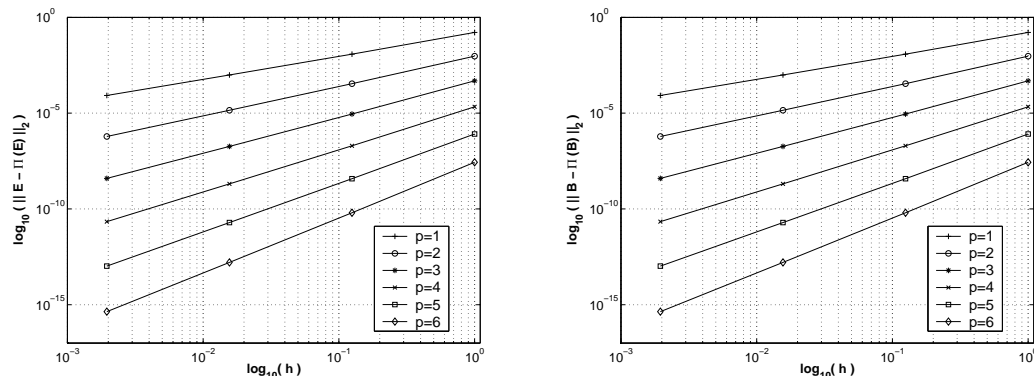 10^0
10^-5
10^-10
10^-15
log10 ( || E − Π (E) ||2 )
10^-3
10^-2
10^-1
10^0
log10( h )
p=1
p=2
p=3
p=4
p=5
p=6
10^0
10^-5
10^-10
10^-15
log10 ( || B − Π (B) ||2 )
10^-3
10^-2
10^-1
10^0
log10( h )
p=1
p=2
p=3
p=4
p=5
p=6